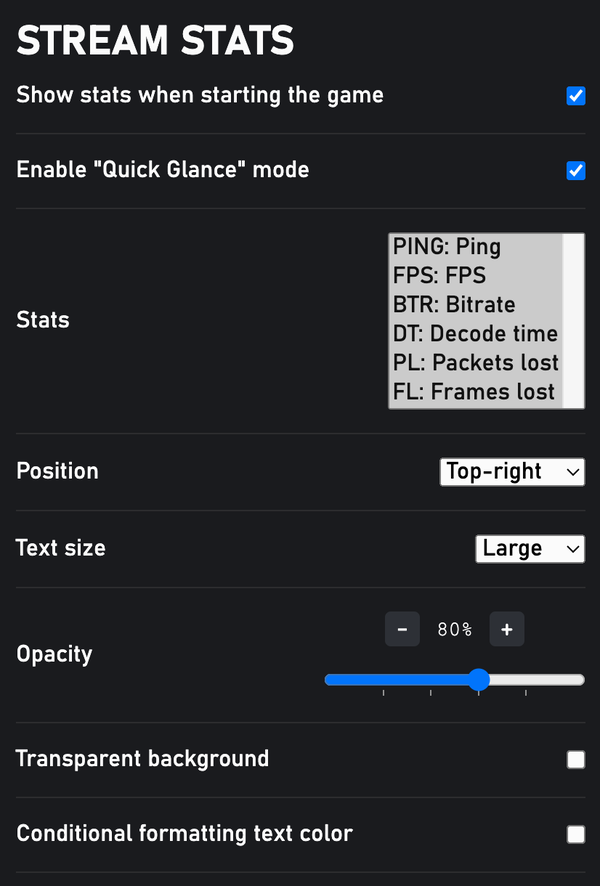 STREAM STATS
Show stats when starting the game
Enable "Quick Glance" mode
Stats
PING: Ping
FPS: FPS
BTR: Bitrate
DT: Decode time
PL: Packets lost
FL: Frames lost
Position
Top-right
Text size
Large
Opacity
- 80% +
Transparent background
Conditional formatting text color